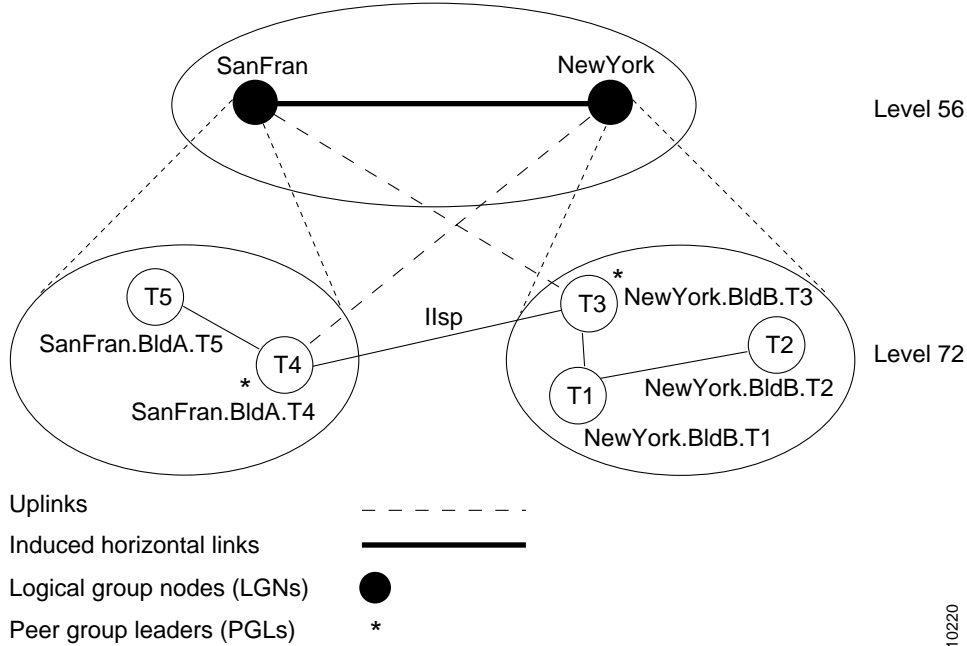 SanFran
NewYork
Level 56
T5
SanFran.BldA.T5
T4
*
SanFran.BldA.T4
IIsp
*
T3
NewYork.BldB.T3
T2
NewYork.BldB.T2
T1
NewYork.BldB.T1
Level 72
Uplinks
Induced horizontal links
Logical group nodes (LGNs)
Peer group leaders (PGLs)
*
10220